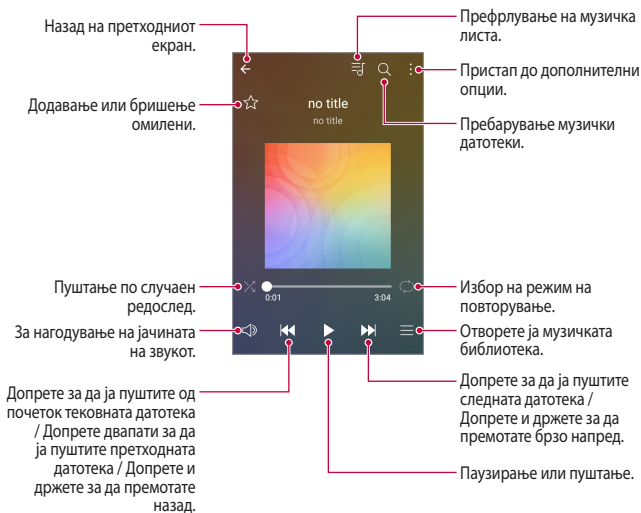 Назад на претходниот
екран.
Префрлување на музичка
листа.
Пристап до дополнителни
опции.
Додавање или бришење
омилени.
no title
no title
Пребарување музички
датотеки.
Пуштање по случаен
редослед.
0:01
3:04
Избор на режим на
повторување.
За нагодување на јачината
на звукот.
Отворете ја музичката
библиотека.
Допрете за да ја пуштите од
почеток тековната датотека
/ Допрете двапати за да
ја пуштите претходната
датотека / Допрете и
држете за да премотате
назад.
Допрете за да ја пуштите
следната датотека /
Допрете и држете за да
премотате брзо напред.
Паузирање или пуштање.